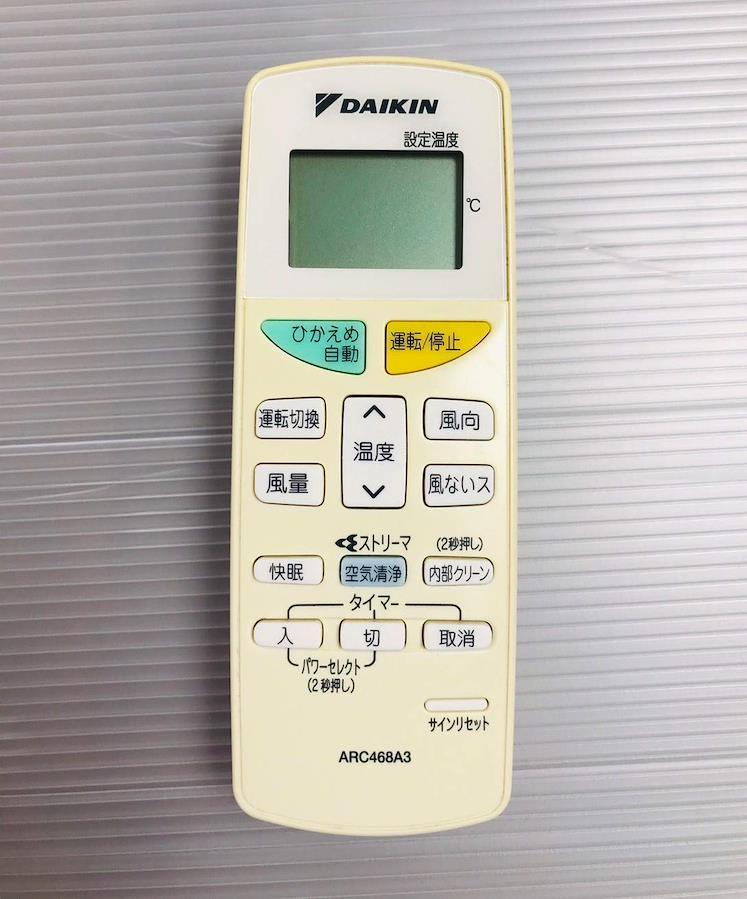 DAIKIN
設定温度
℃
ひかえめ
自動
運転/停止
運転切換
温度
風向
風量
風ないス
ストリーマ
(2秒押し)
快眠
空気清浄
内部クリーン
タイマー
入
切
取消
パワーセレクト
(2秒押し)
サインリセット
ARC468A3